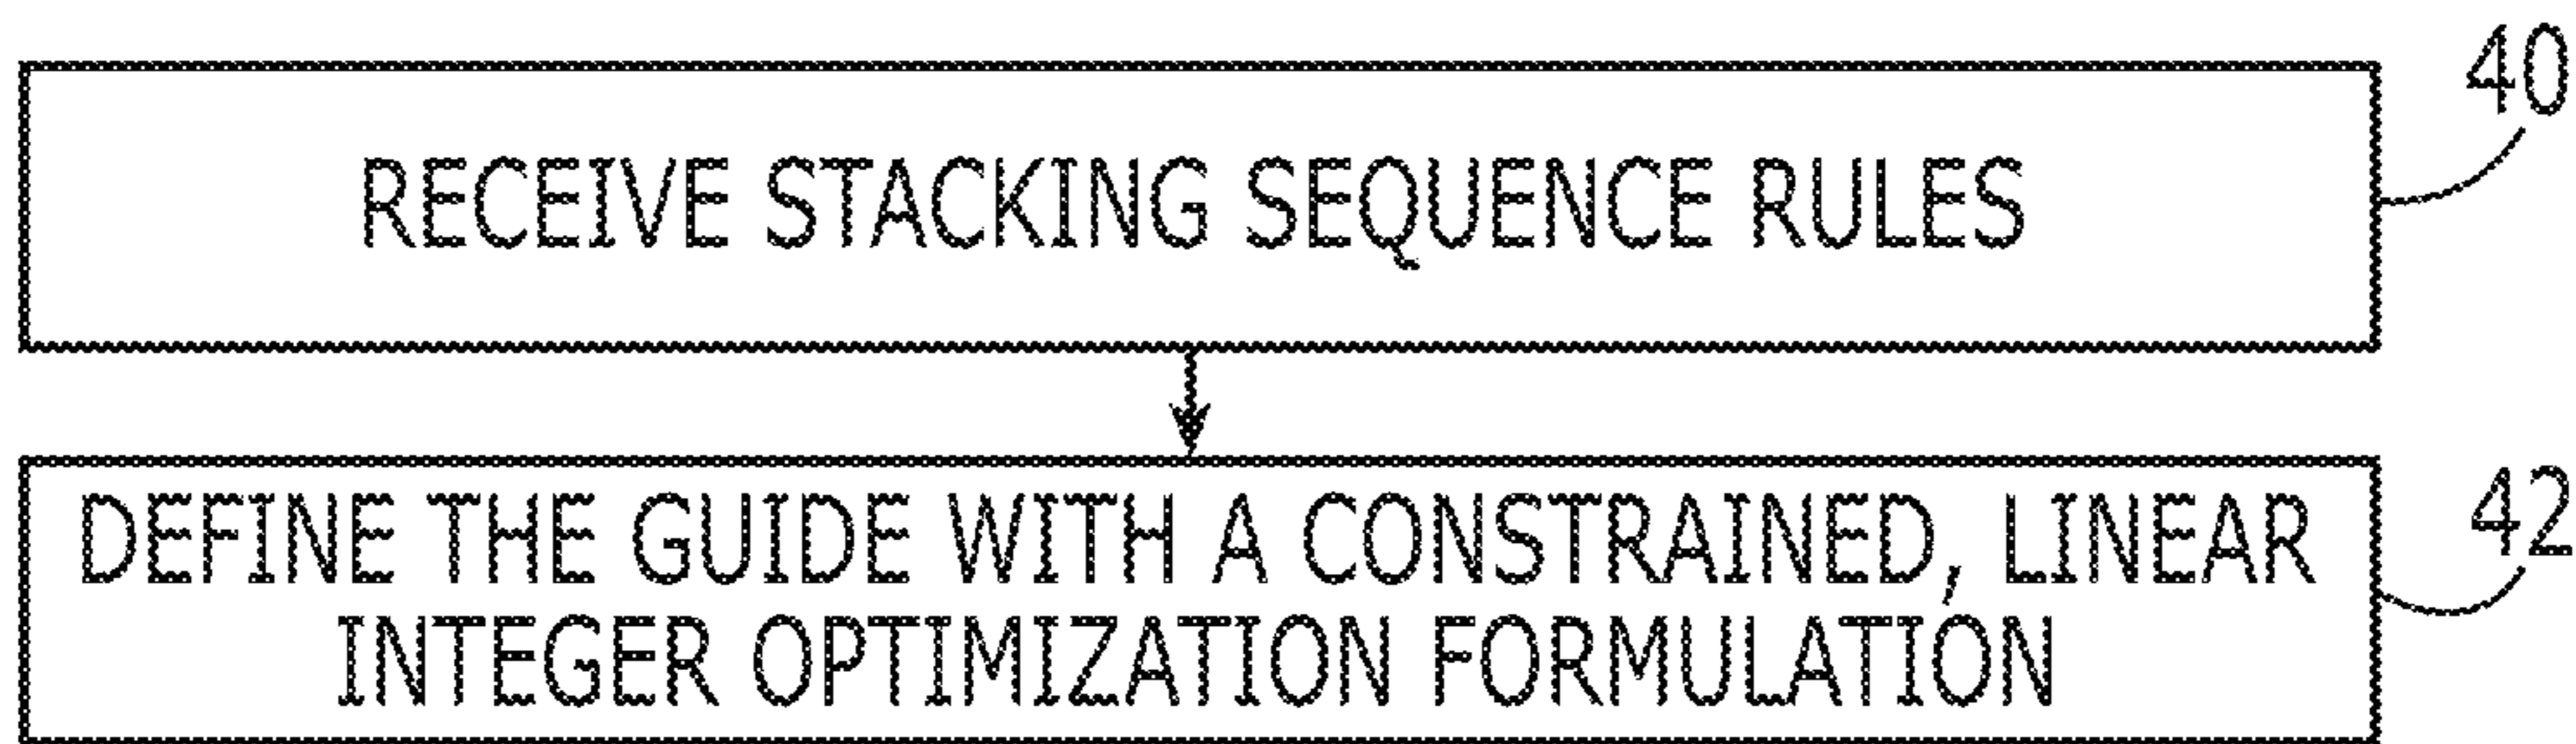 40
RECEIVE STACKING SEQUENCE RULES
42
DEFINE THE GUIDE WITH A CONSTRAINED, LINEAR
INTEGER OPTIMIZATION FORMULATION